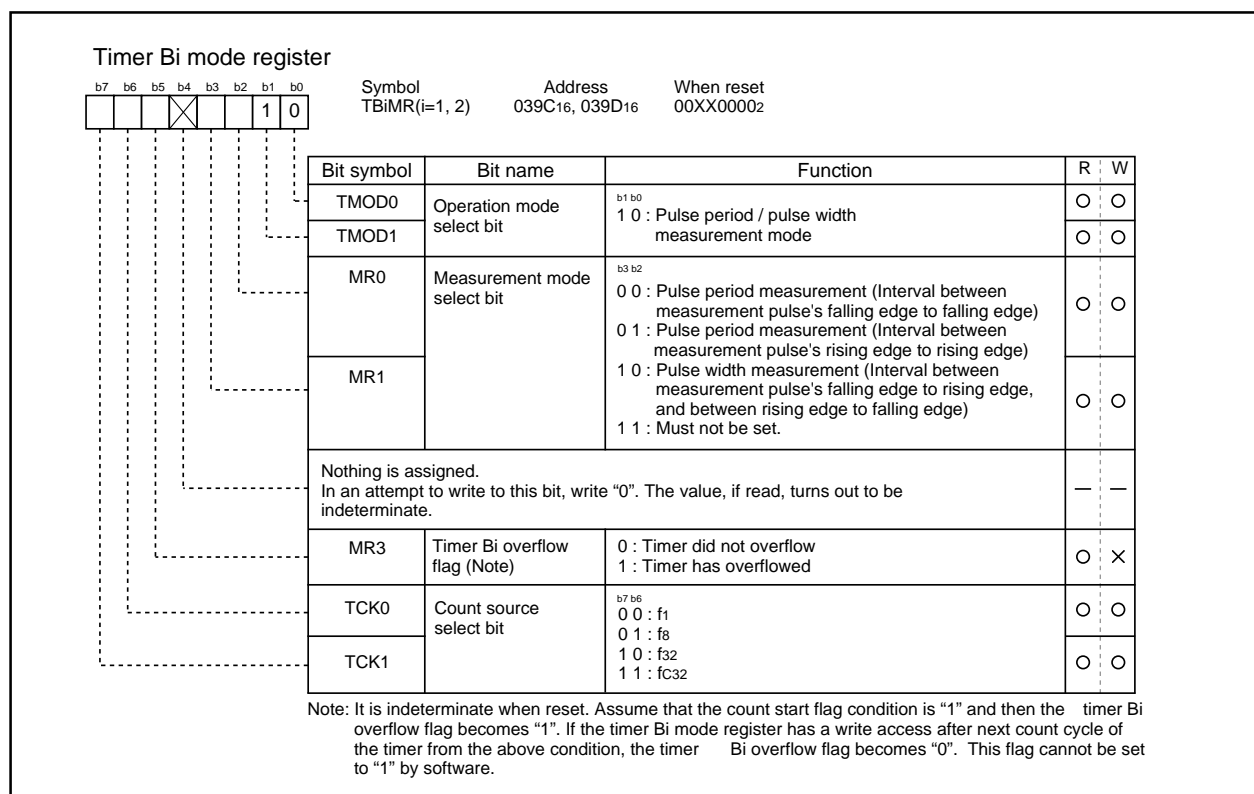 Timer Bi mode register
b7 b6 b5 b4 b3 b2 b1 b0
1 0
Symbol Address When reset
TBiMR(i=1, 2) 039C16, 039D16 00XX00002
Bit symbol Bit name Function R W
TMOD0 Operation mode select bit
b1 b0
1 0 : Pulse period / pulse width
measurement mode
TMOD1
MR0 Measurement mode select bit
b3 b2
0 0 : Pulse period measurement (Interval between
measurement pulse's falling edge to falling edge)
0 1 : Pulse period measurement (Interval between
measurement pulse's rising edge to rising edge)
MR1
1 0 : Pulse width measurement (Interval between
measurement pulse's falling edge to rising edge,
and between rising edge to falling edge)
1 1 : Must not be set.
Nothing is assigned.
In an attempt to write to this bit, write “0”. The value, if read, turns out to be
indeterminate.
MR3 Timer Bi overflow flag (Note)
0 : Timer did not overflow
1 : Timer has overflowed
TCK0 Count source select bit
b7 b6
0 0 : f1
0 1 : f8
TCK1
1 0 : f32
1 1 : fC32
Note: It is indeterminate when reset. Assume that the count start flag condition is “1” and then the timer Bi
overflow flag becomes “1”. If the timer Bi mode register has a write access after next count cycle of
the timer from the above condition, the timer Bi overflow flag becomes “0”. This flag cannot be set
to “1” by software.